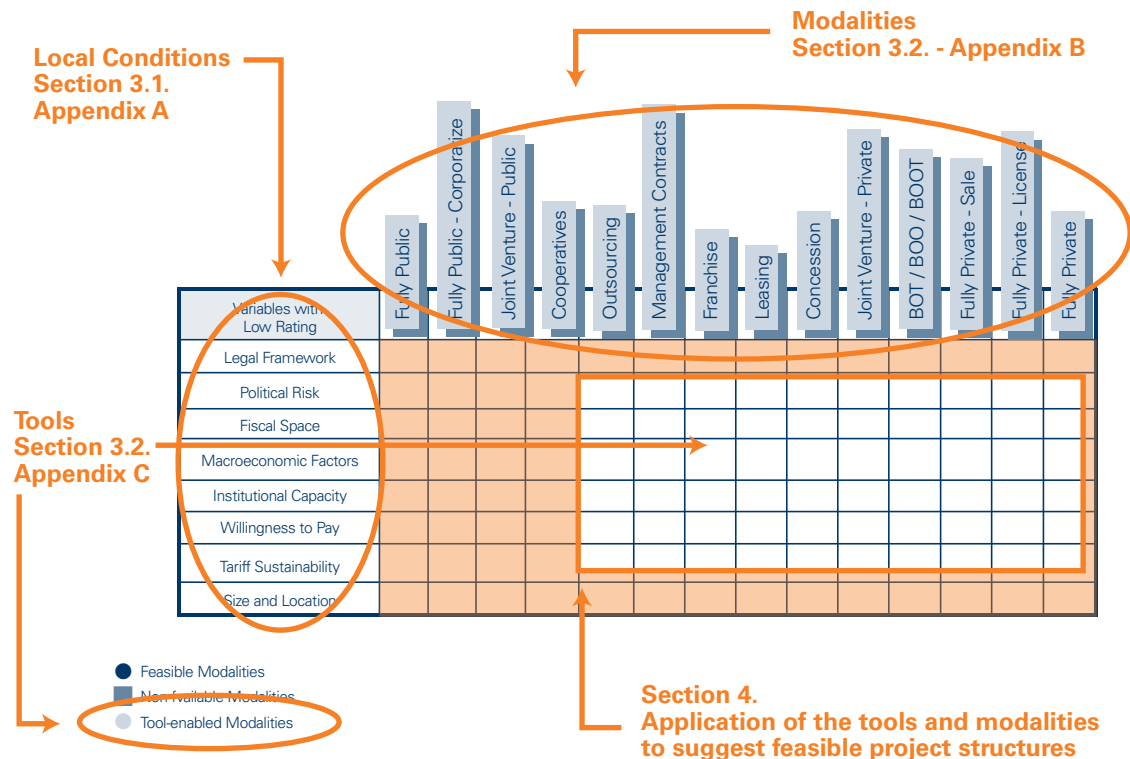 Modalities
Section 3.2. - Appendix B
Local Conditions
Section 3.1.
Appendix A
Fully Public
Fully Public - Corporatize
Joint Venture - Public
Cooperatives
Outsourcing
Management Contracts
Franchise
Leasing
Concession
Joint Venture - Private
BOT / BOO / BOOT
Fully Private - Sale
Fully Private - License
Fully Private
Variables with
Low Rating
Legal Framework
Political Risk
Fiscal Space
Macroeconomic Factors
Institutional Capacity
Willingness to Pay
Tariff Sustainability
Size and Location
Tools
Section 3.2.
Appendix C
Feasible Modalities
Modalities
Tool-enabled Modalities
Section 4.
Application of the tools and modalities
to suggest feasible project structures